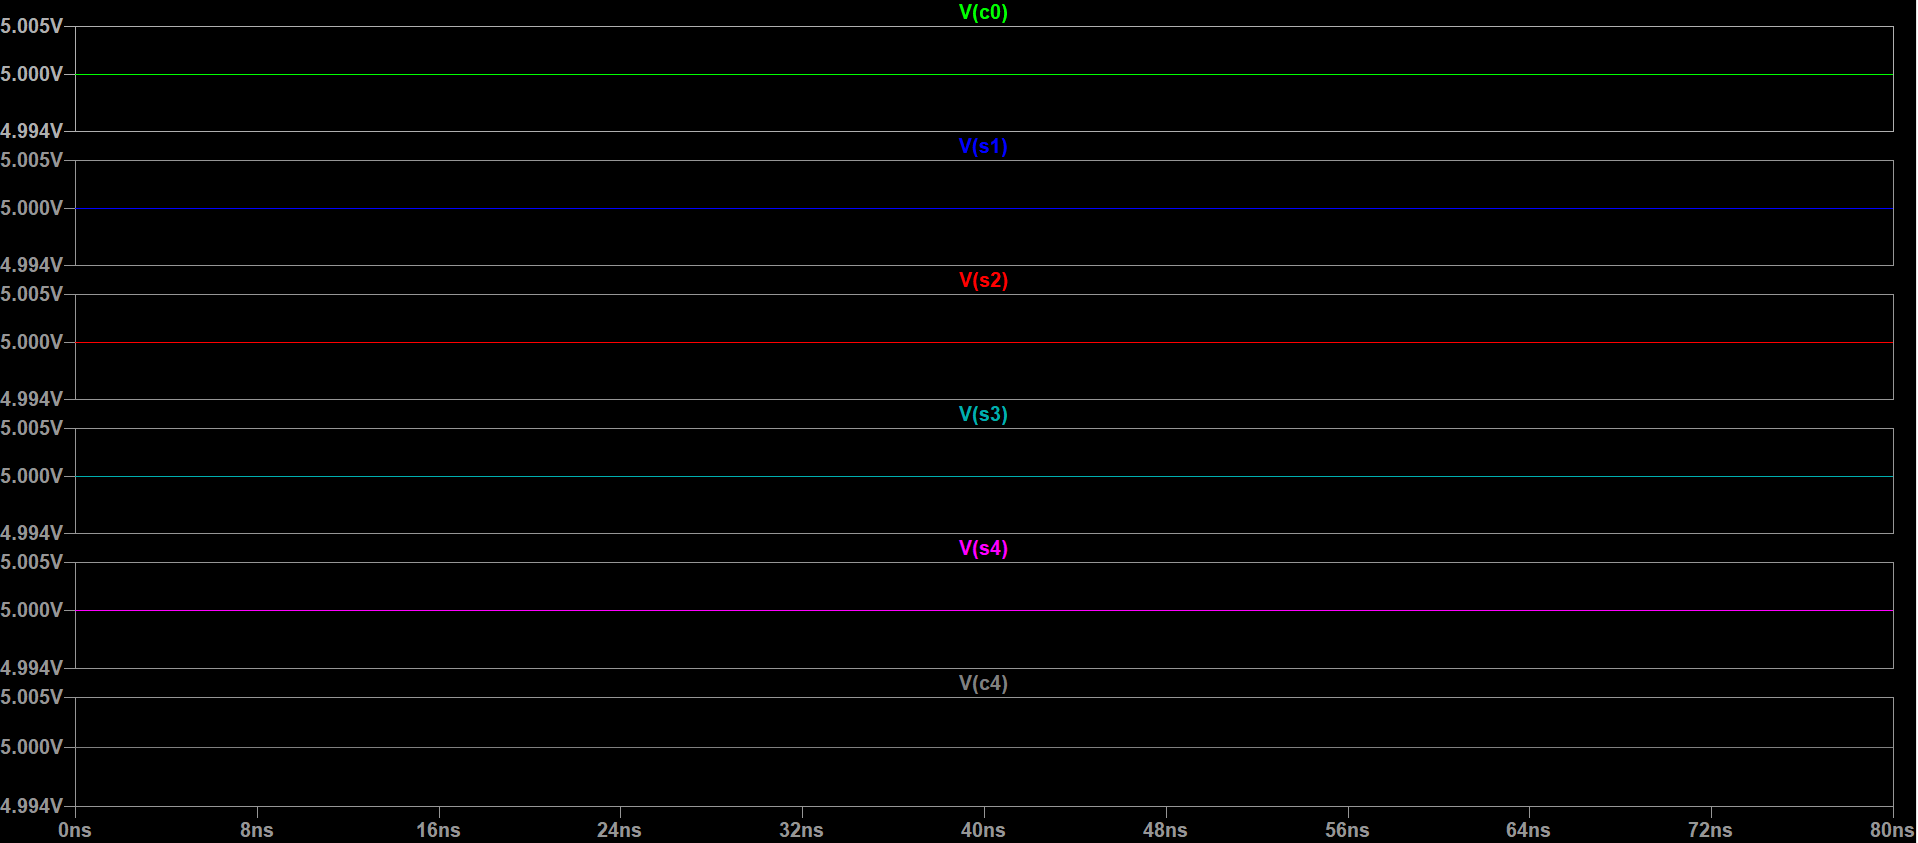 V(c0)
5.005V
5.000V
4.994V
V(s1)
5.005V
5.000V
4.994V
V(s2)
5.005V
5.000V
4.994V
V(s3)
5.005V
5.000V
4.994V
V(s4)
5.005V
5.000V
4.994V
V(c4)
5.005V
5.000V
4.994V
0ns 8ns 16ns 24ns 32ns 40ns 48ns 56ns 64ns 72ns 80ns